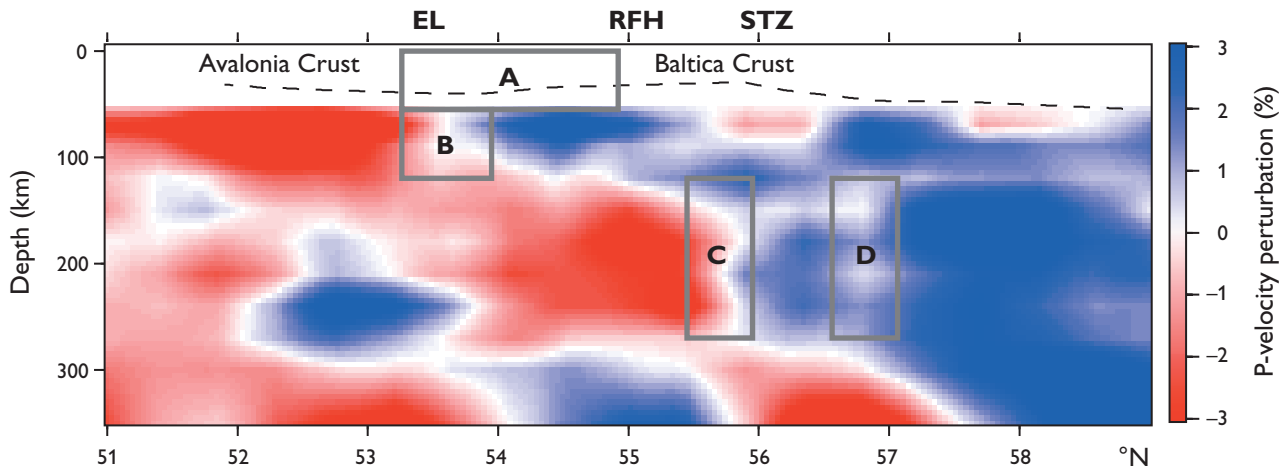 EL RFH STZ
0
Avalonia Crust A Baltica Crust
B
100
C D
200
300
Depth (km)
51 52 53 54 55 56 57 58 °N
3
2
1
0
−1
−2
−3
P-velocity perturbation (%)